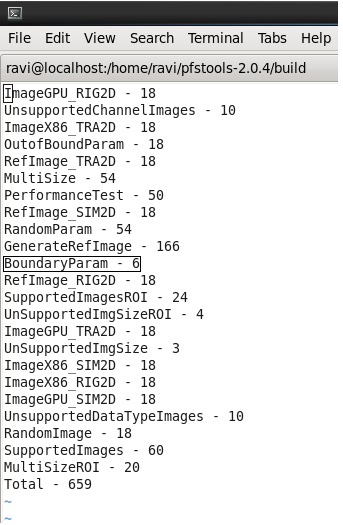 File Edit View Search Terminal Tabs Help
ravi@localhost:/home/ravi/pfstools-2.0.4/build
ImageGPU_RIG2D - 18
UnsupportedChannelImages - 10
ImageX86_TRA2D - 18
OutofBoundParam - 18
RefImage_TRA2D - 18
MultiSize - 54
PerformanceTest - 50
RefImage_SIM2D - 18
RandomParam - 54
GenerateRefImage - 166
BoundaryParam - 6
RefImage_RIG2D - 18
SupportedImagesROI - 24
UnSupportedImgSizeROI - 4
ImageGPU_TRA2D - 18
UnSupportedImgSize - 3
ImageX86_SIM2D - 18
ImageX86_RIG2D - 18
ImageGPU_SIM2D - 18
UnsupportedDataTypeImages - 10
RandomImage - 18
SupportedImages - 60
MultiSizeROI - 20
Total - 659
~
~